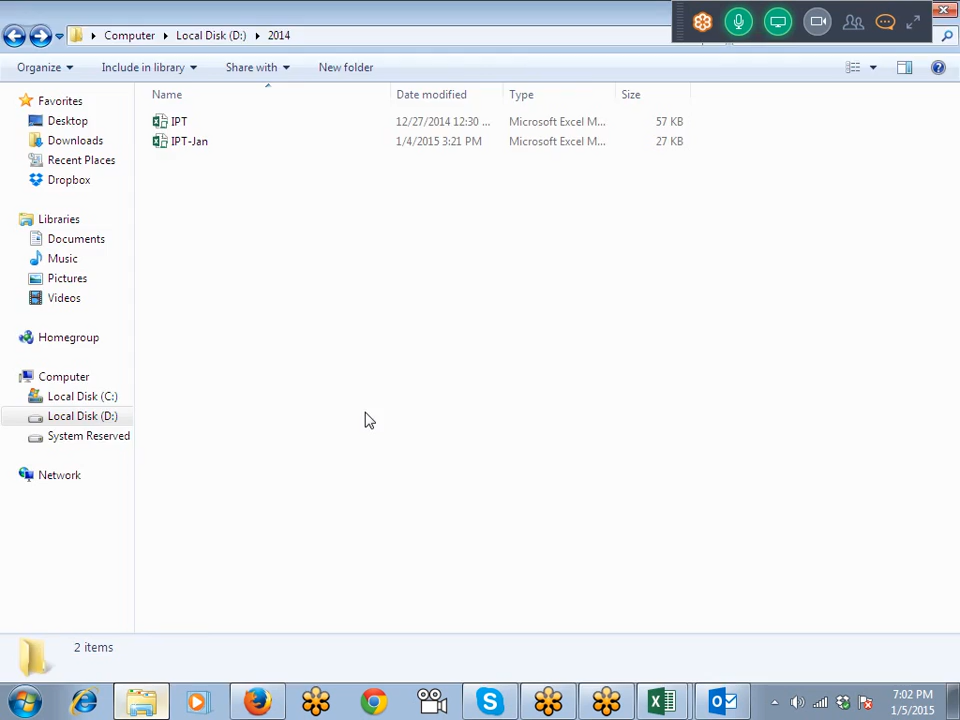 Computer Local Disk (D:) 2014
Organize Include in library Share with New folder
Name Date modified Type Size
IPT 12/27/2014 12:30 ... Microsoft Excel M... 57 KB
IPT-Jan 1/4/2015 3:21 PM Microsoft Excel M... 27 KB
Favorites
Desktop
Downloads
Recent Places
Dropbox
Libraries
Documents
Music
Pictures
Videos
Homegroup
Computer
Local Disk (C:)
Local Disk (D:)
System Reserved
Network
2 items
7:02 PM
1/5/2015